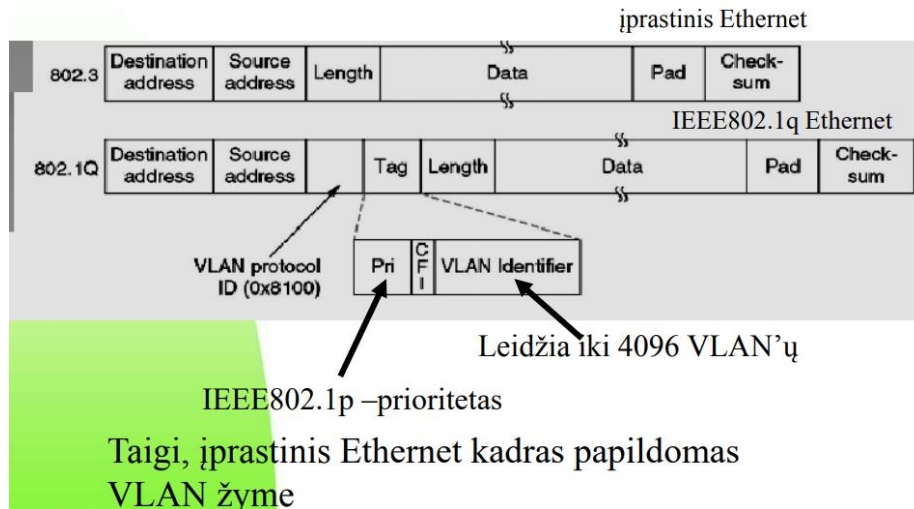 įprastinis Ethernet
802.3 Destination address Source address Length Data Pad Check-sum
IEEE802.1q Ethernet
802.1Q Destination address Source address Tag Length Data Pad Check-sum
VLAN protocol ID (0x8100)
Pri CFI VLAN Identifier
Leidžia iki 4096 VLAN’ų
IEEE802.1p –prioritetas
Taigi, įprastinis Ethernet kadras papildomas
VLAN žyme